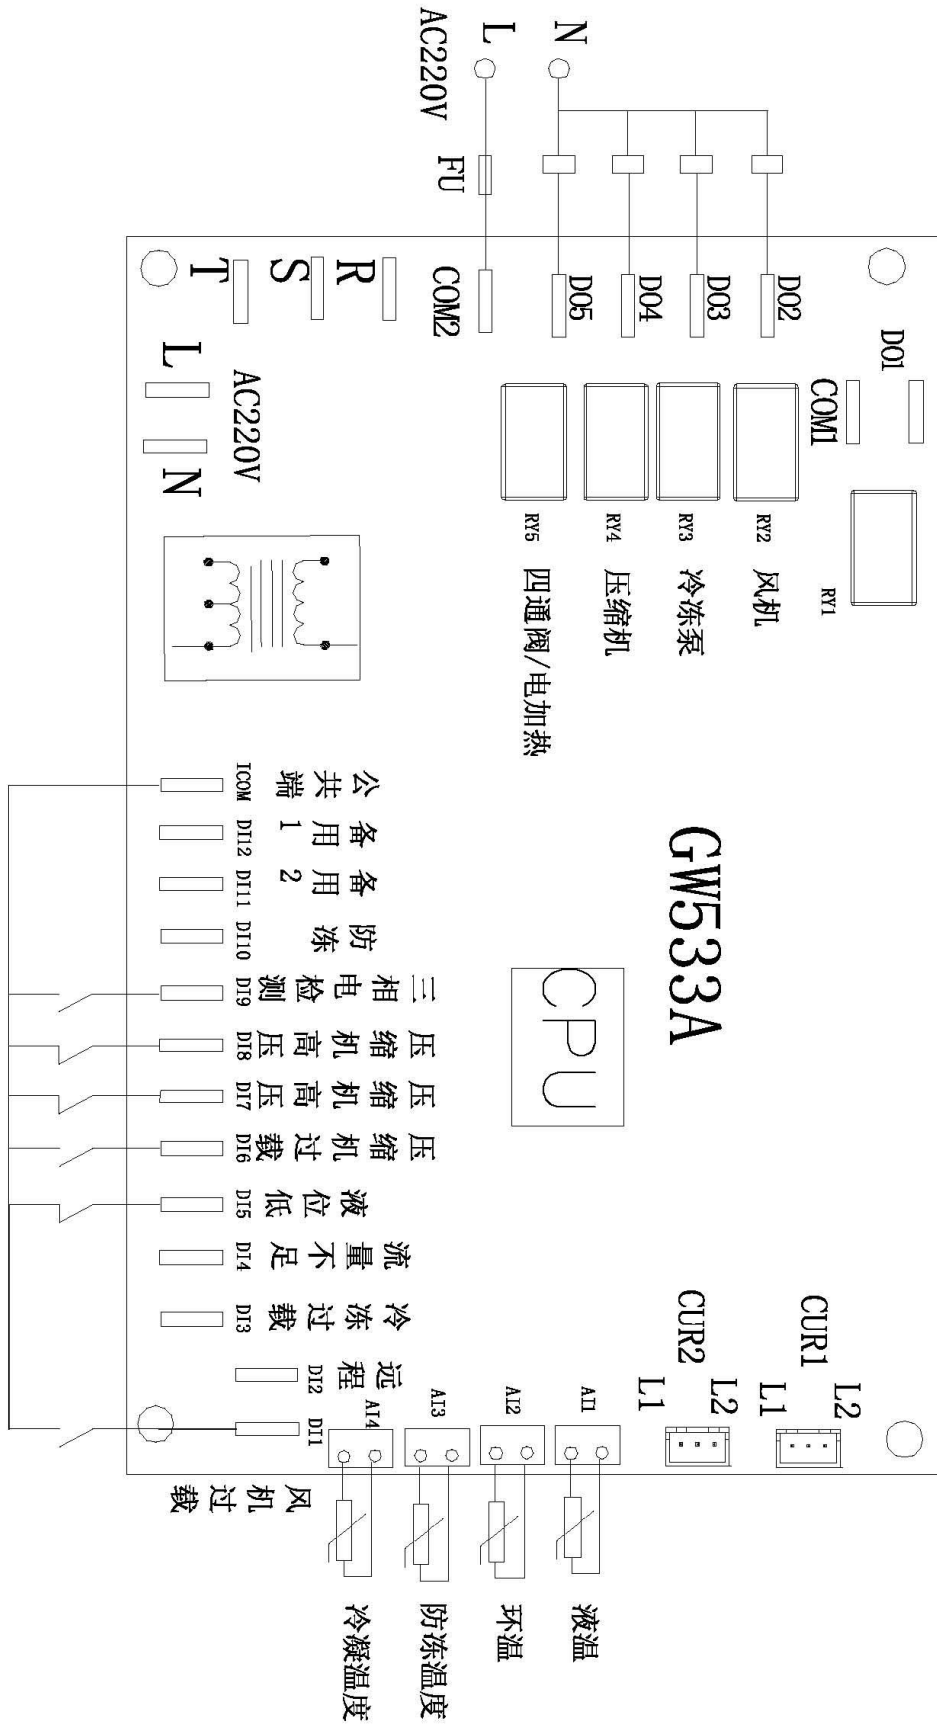 L
N
AC220V
FU
T
S
R
COM2
DO5
DO4
DO3
DO2
DO1
COM1
L
N
AC220V
RY5
RY4
RY3
RY2
RY1
四通阀/电加热
压缩机
冷冻泵
风机
GW533A
CPU
ICOM 公共端
DI12 备用1
DI11 备用2
DI10 防冻
DI9 三相电检测
DI8 压缩机高压
DI7 压缩机高压
DI6 压缩机过载
DI5 液位低
DI4 流量不足
DI3 冷冻过载
DI2 远程
DI1
风机过载
AI4
AI3
AI2
AI1
CUR2
L1
L2
CUR1
L1
L2
冷凝温度
防冻温度
环温
液温